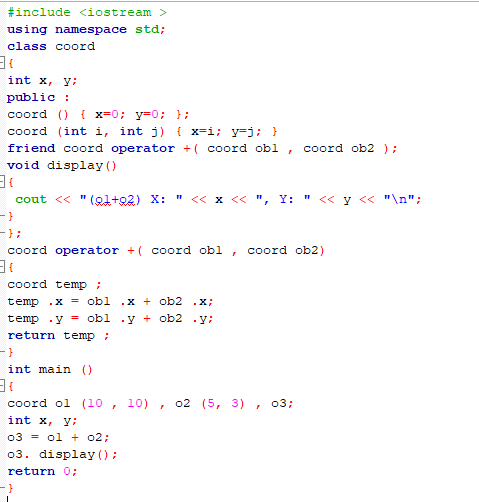 #include <iostream >
using namespace std;
class coord
{
int x, y;
public :
coord () { x=0; y=0; };
coord (int i, int j) { x=i; y=j; }
friend coord operator +( coord ob1 , coord ob2 );
void display()
{
cout << "(o1+o2) X: " << x << ", Y: " << y << "\n";
}
};
coord operator +( coord ob1 , coord ob2)
{
coord temp ;
temp .x = ob1 .x + ob2 .x;
temp .y = ob1 .y + ob2 .y;
return temp ;
}
int main ()
{
coord o1 (10 , 10) , o2 (5, 3) , o3;
int x, y;
o3 = o1 + o2;
o3. display();
return 0;
}